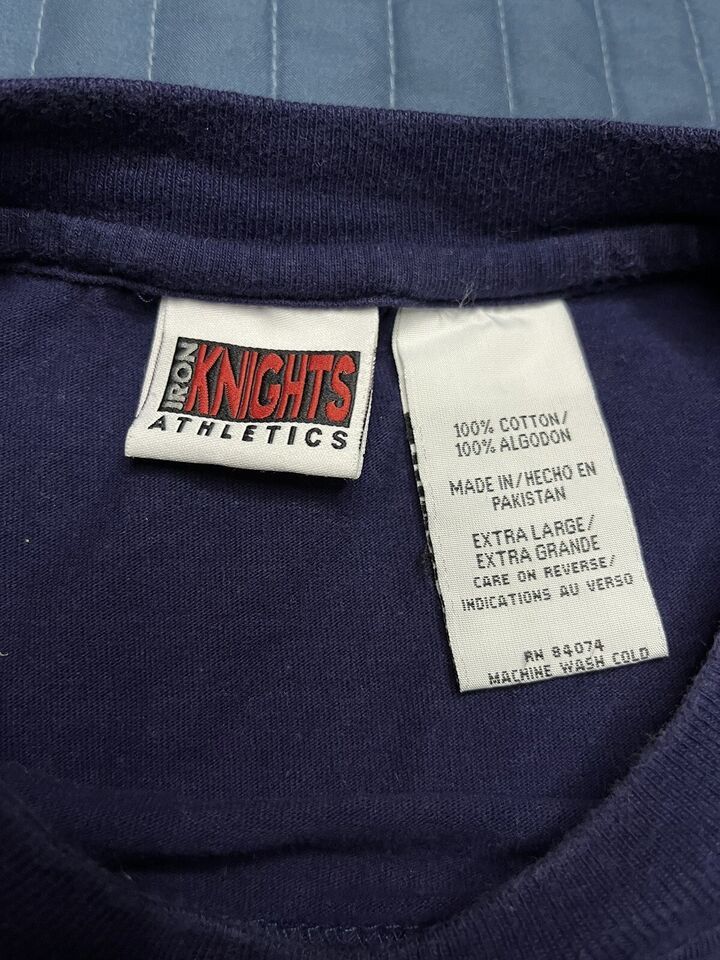 IRON
KNIGHTS
ATHLETICS
100% COTTON/
100% ALGODON
MADE IN/HECHO EN
PAKISTAN
EXTRA LARGE/
EXTRA GRANDE
CARE ON REVERSE/
INDICATIONS AU VERSO
RN 84074
MACHINE WASH COLD